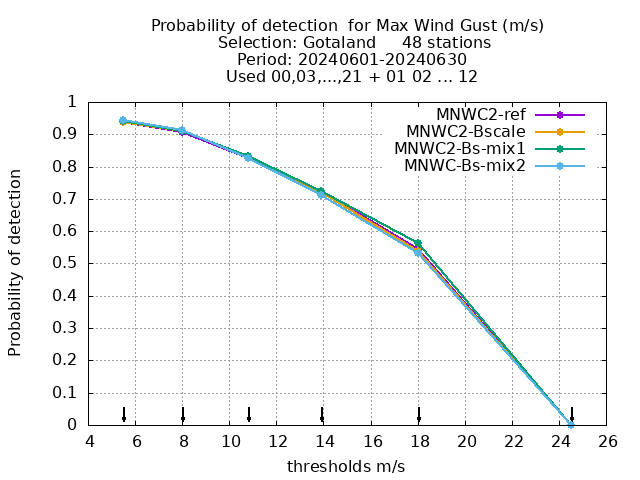 Probability of detection  for Max Wind Gust (m/s)
Selection: Gotaland     48 stations
Period: 20240601-20240630
Used 00,03,...,21 + 01 02 ... 12
MNWC2-ref
MNWC2-Bscale
MNWC2-Bs-mix1
MNWC-Bs-mix2
Probability of detection
1
0.9
0.8
0.7
0.6
0.5
0.4
0.3
0.2
0.1
0
4 6 8 10 12 14 16 18 20 22 24 26
thresholds m/s